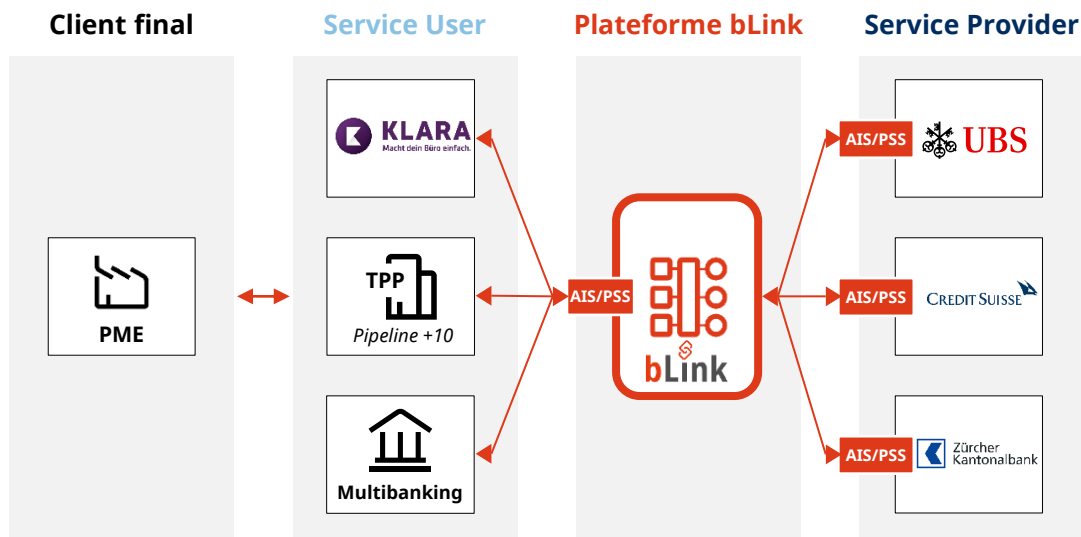 Client final
Service User
Plateforme bLink
Service Provider
KLARA
Macht dein Büro einfach.
AIS/PSS
UBS
PME
TPP
Pipeline +10
AIS/PSS
bLink
AIS/PSS
CREDIT SUISSE
Multibanking
AIS/PSS
Zürcher
Kantonalbank